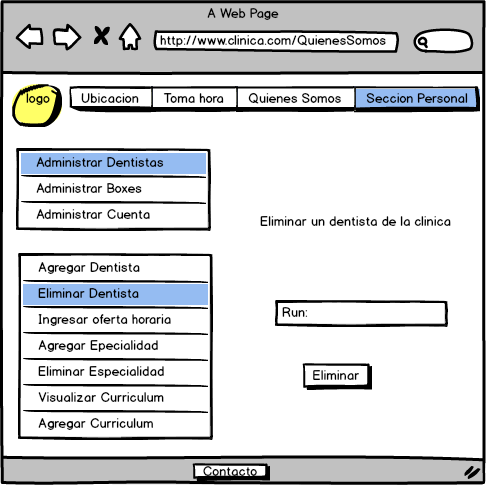 A Web Page
http://www.clinica.com/QuienesSomos
logo
Ubicacion
Toma hora
Quienes Somos
Seccion Personal
Administrar Dentistas
Administrar Boxes
Administrar Cuenta
Eliminar un dentista de la clinica
Agregar Dentista
Eliminar Dentista
Ingresar oferta horaria
Agregar Epecialidad
Eliminar Especialidad
Visualizar Curriculum
Agregar Curriculum
Run:
Eliminar
Contacto